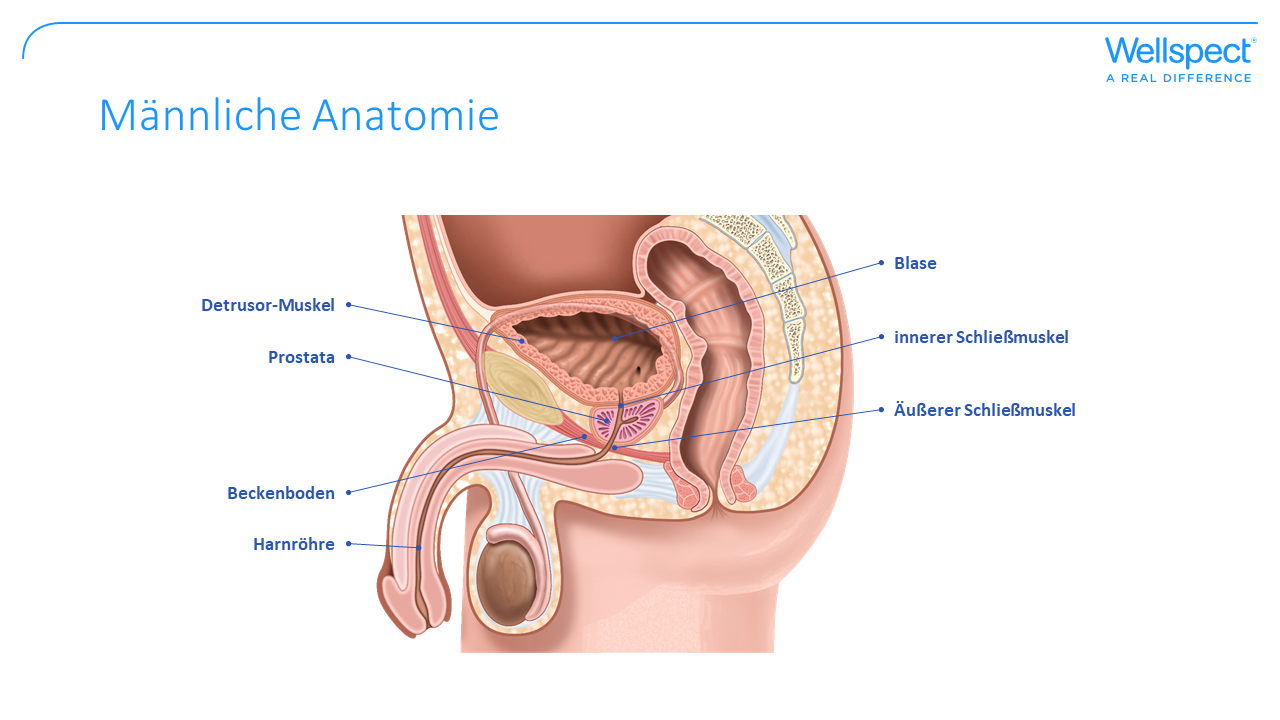 Wellspect®
A REAL DIFFERENCE
Männliche Anatomie
Blase
Detrusor-Muskel
innerer Schließmuskel
Prostata
Äußerer Schließmuskel
Beckenboden
Harnröhre